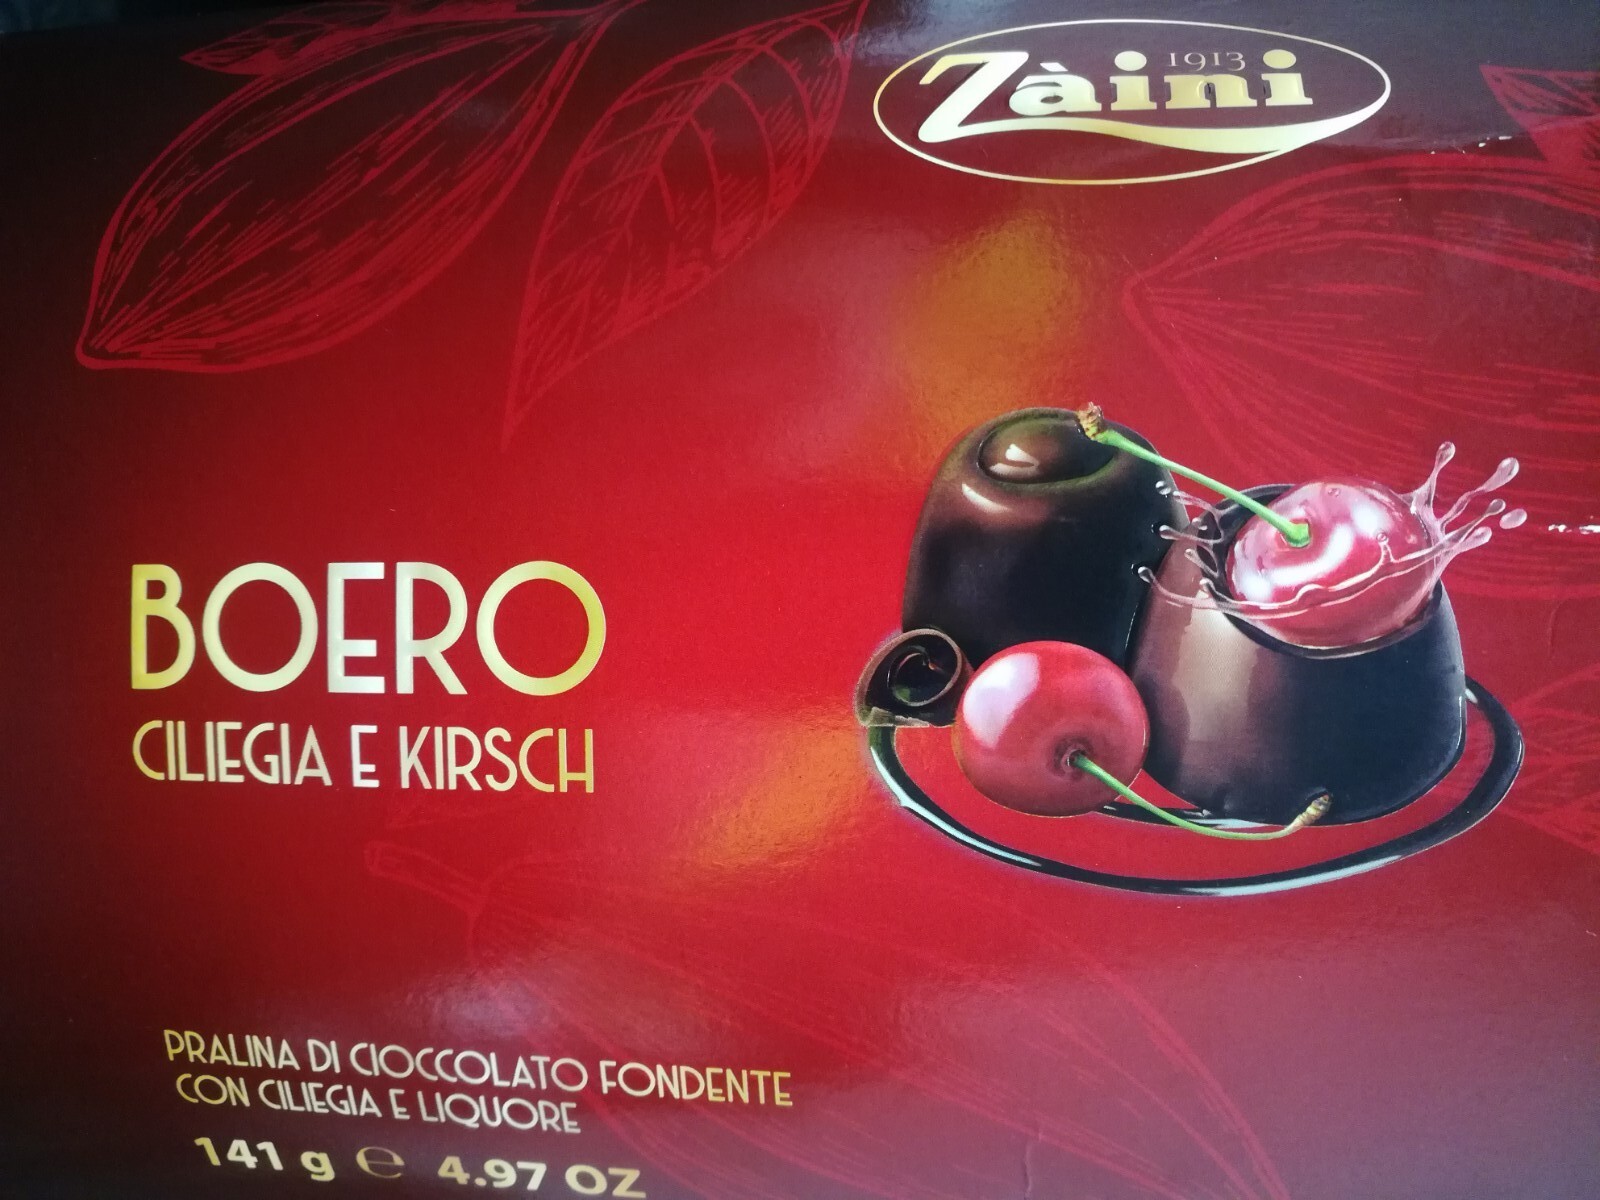 1913
Zàini
BOERO
CILIEGIA E KIRSCH
PRALINA DI CIOCCOLATO FONDENTE
CON CILIEGIA E LIQUORE
141 g ℮ 4.97 OZ